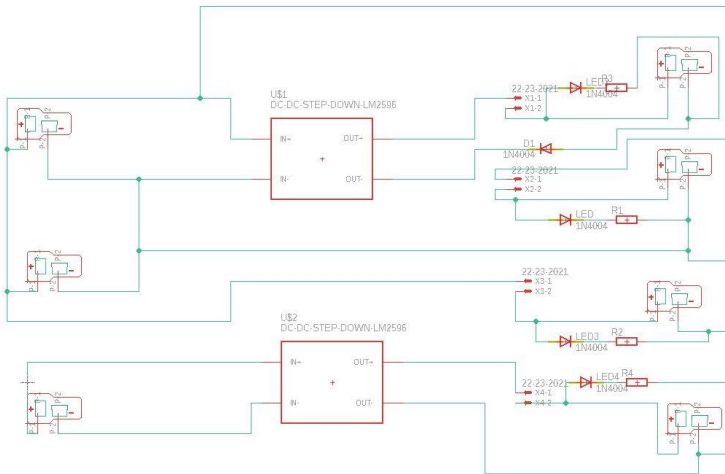 U$1
DC-DC-STEP-DOWN-LM2596
IN+
OUT+
IN-
OUT-
22-23-2021
X1-1
X1-2
R3
1N4004
D1
1N4004
22-23-2021
X2-1
X2-2
LED
R1
1N4004
22-23-2021
X3-1
X3-2
LED3
R2
1N4004
U$2
DC-DC-STEP-DOWN-LM2596
IN+
OUT+
IN-
OUT-
22-23-2021
X4-1
X4-2
LED4
R4
1N4004